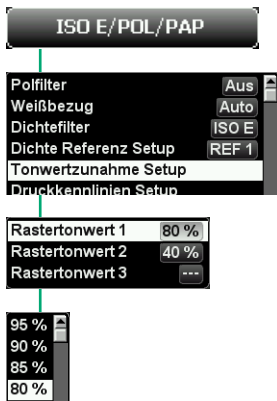 ISO E/POL/PAP
Polfilter Aus
Weißbezug Auto
Dichtefilter ISO E
Dichte Referenz Setup REF 1
Tonwertzunahme Setup
Druckkennlinien Setup
Rastertonwert 1 80 %
Rastertonwert 2 40 %
Rastertonwert 3 ---
95 %
90 %
85 %
80 %